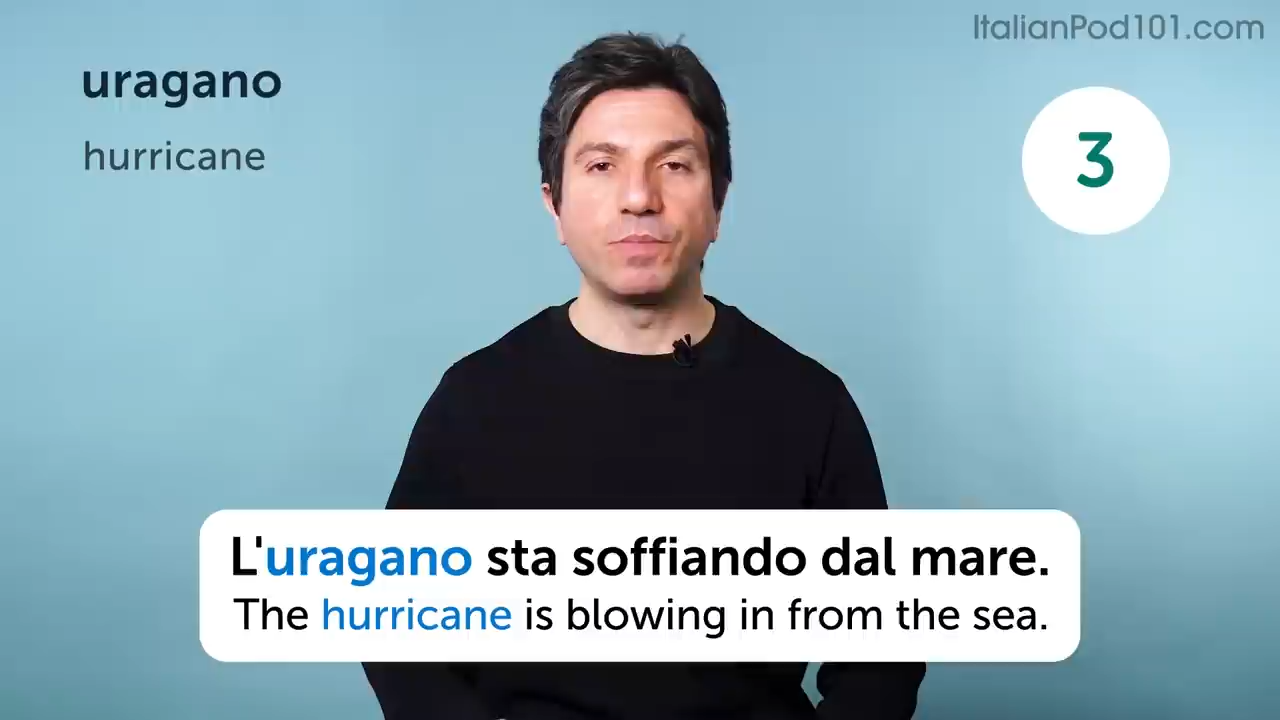 ItalianPod101.com
uragano
hurricane
3
L'uragano sta soffiando dal mare.
The hurricane is blowing in from the sea.